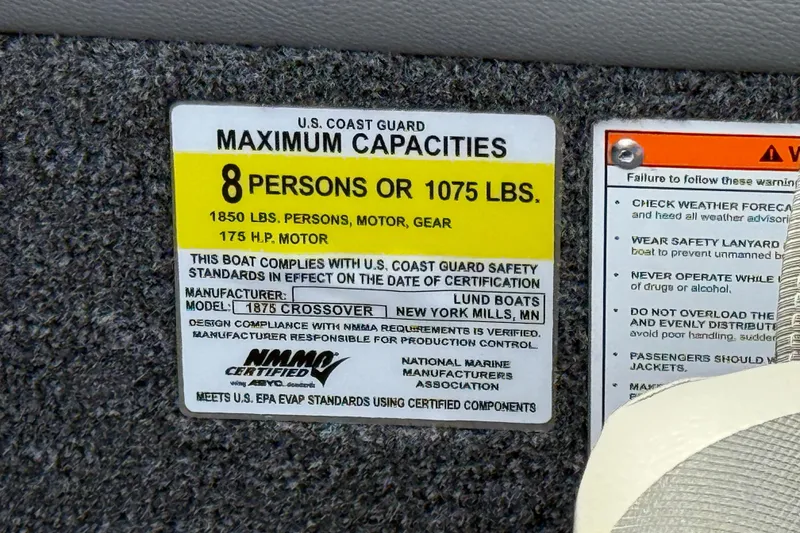 U.S. COAST GUARD
MAXIMUM CAPACITIES
8 PERSONS OR 1075 LBS.
1850 LBS. PERSONS, MOTOR, GEAR
175 H.P. MOTOR
THIS BOAT COMPLIES WITH U.S. COAST GUARD SAFETY
STANDARDS IN EFFECT ON THE DATE OF CERTIFICATION
MANUFACTURER: LUND BOATS
MODEL: 1875 CROSSOVER NEW YORK MILLS, MN
DESIGN COMPLIANCE WITH NMMA REQUIREMENTS IS VERIFIED.
MANUFACTURER RESPONSIBLE FOR PRODUCTION CONTROL.
NMMA
CERTIFIED
using ABYC standards
NATIONAL MARINE
MANUFACTURERS
ASSOCIATION
MEETS U.S. EPA EVAP STANDARDS USING CERTIFIED COMPONENTS
Failure to follow these
• CHECK WEATHER
and heed all weather
• WEAR SAFETY LANYARD
boat to prevent unmanned
• NEVER OPERATE WHILE
of drugs or alcohol.
• DO NOT OVERLOAD THE
AND EVENLY
avoid poor handling,
• PASSENGERS SHOULD
JACKETS.